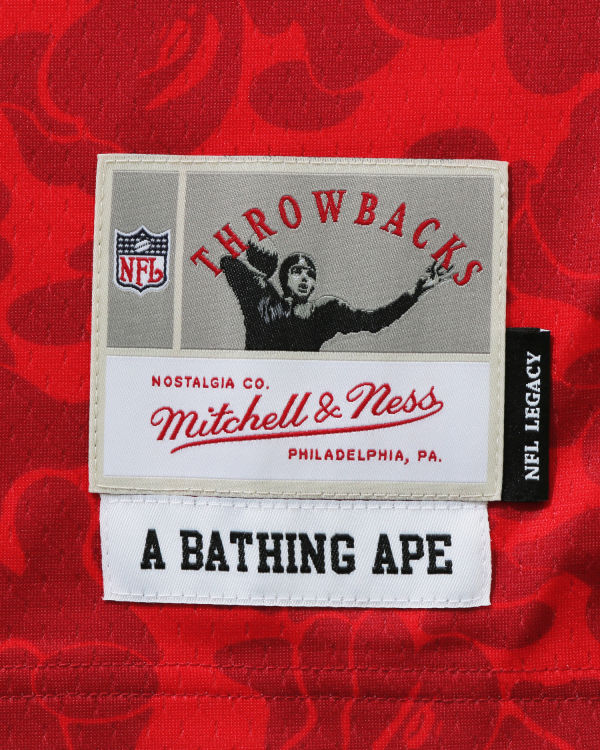 THROWBACKS
NFL
NOSTALGIA CO.
Mitchell & Ness
PHILADELPHIA, PA.
NFL LEGACY
A BATHING APE